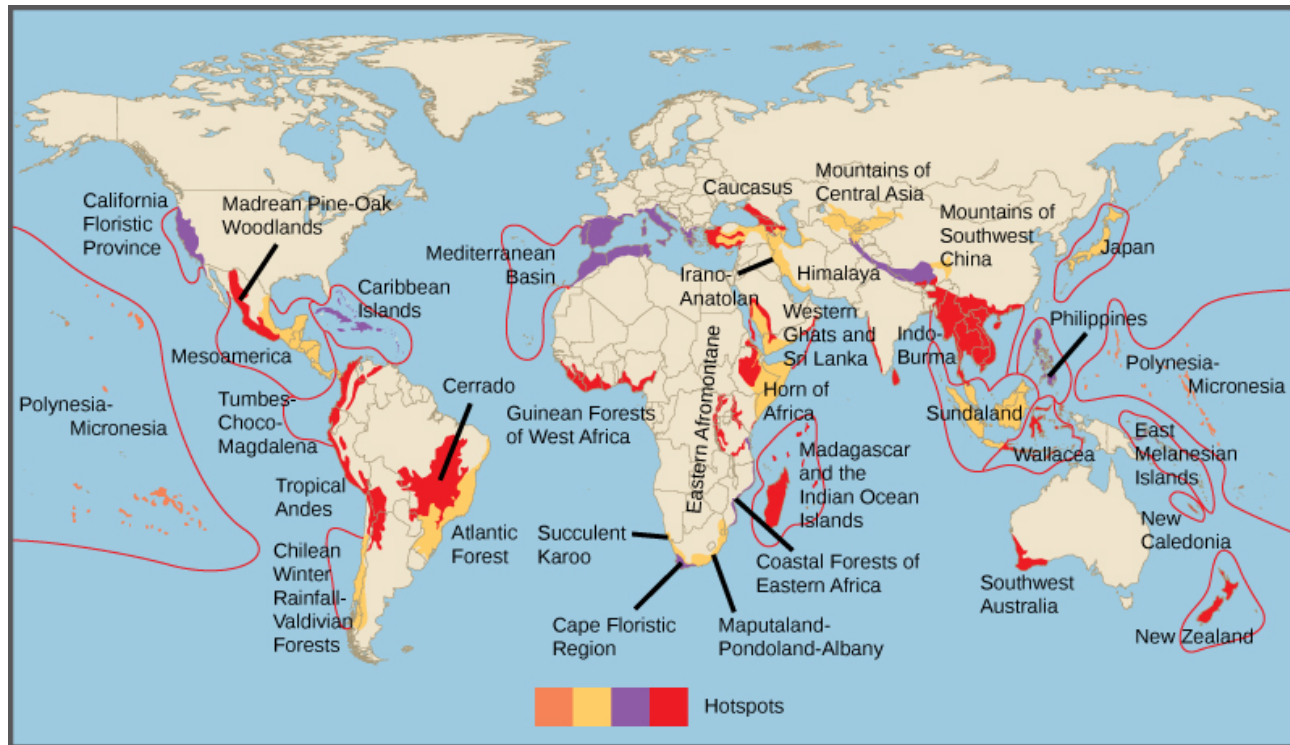 California
Floristic
Province
Madrean Pine-Oak
Woodlands
Caribbean
Islands
Mesoamerica
Polynesia-
Micronesia
Tumbes-
Choco-
Magdalena
Cerrado
Tropical
Andes
Atlantic
Forest
Chilean
Winter
Rainfall-
Valdivian
Forests
Mediterranean
Basin
Caucasus
Mountains of
Central Asia
Mountains of
Southwest
China
Japan
Irano-
Anatolan
Himalaya
Western
Ghats and
Sri Lanka
Indo-
Burma
Philippines
Polynesia-
Micronesia
Guinean Forests
of West Africa
Eastern Afromontane
Horn of
Africa
Sundaland
Wallacea
East
Melanesian
Islands
Madagascar
and the
Indian Ocean
Islands
New
Caledonia
Succulent
Karoo
Coastal Forests of
Eastern Africa
Cape Floristic
Region
Maputaland-
Pondoland-Albany
Southwest
Australia
New Zealand
Hotspots